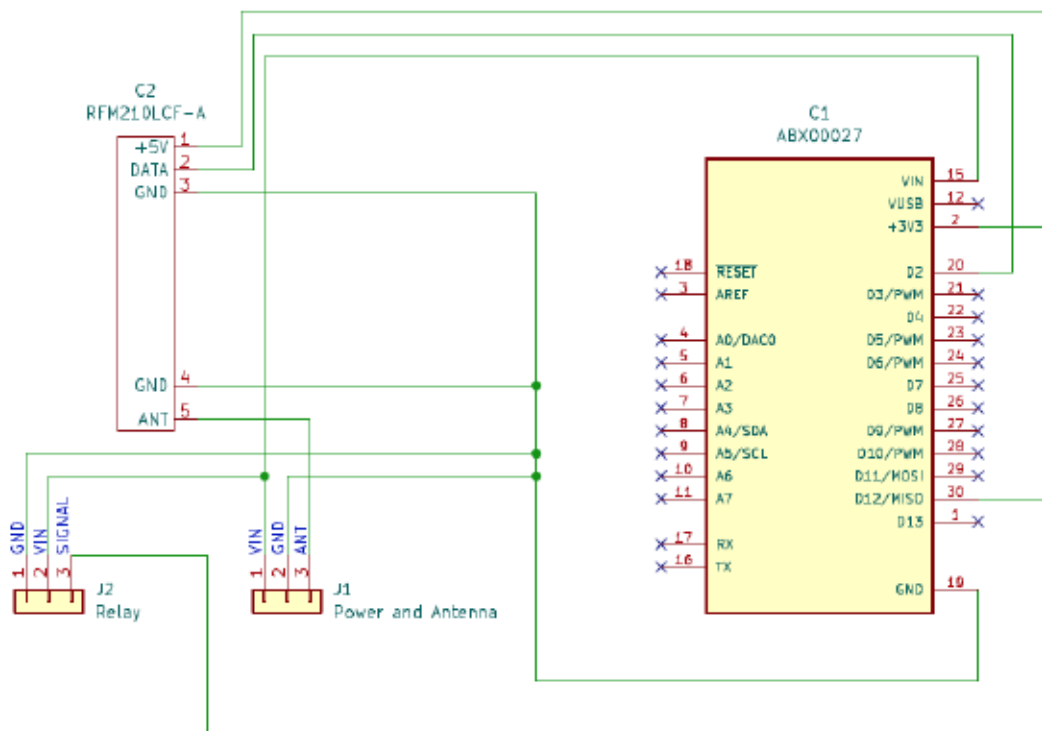 C2
RFM210LCF-A
+5V 1
DATA 2
GND 3
GND 4
ANT 5
C1
ABX00027
VIN 15
VUSB 12
+3V3 2
18 RESET
D2 20
3 AREF
D3/PWM 21
D4 22
4 A0/DAC0
D5/PWM 23
5 A1
D6/PWM 24
6 A2
D7 25
7 A3
D8 26
8 A4/SDA
D9/PWM 27
9 A5/SCL
D10/PWM 28
10 A6
D11/MOSI 29
11 A7
D12/MISO 30
D13 1
17 RX
16 TX
GND 19
GND
VIN
SIGNAL
1 2 3
J2
Relay
VIN
GND
ANT
1 2 3
J1
Power and Antenna